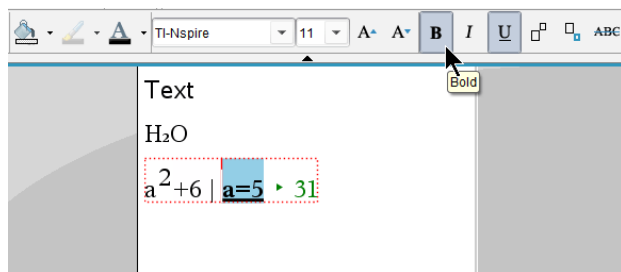 A TI-Nspire 11 A A B I U ABC
Bold
Text
H₂O
a²+6 | a=5 ▸ 31